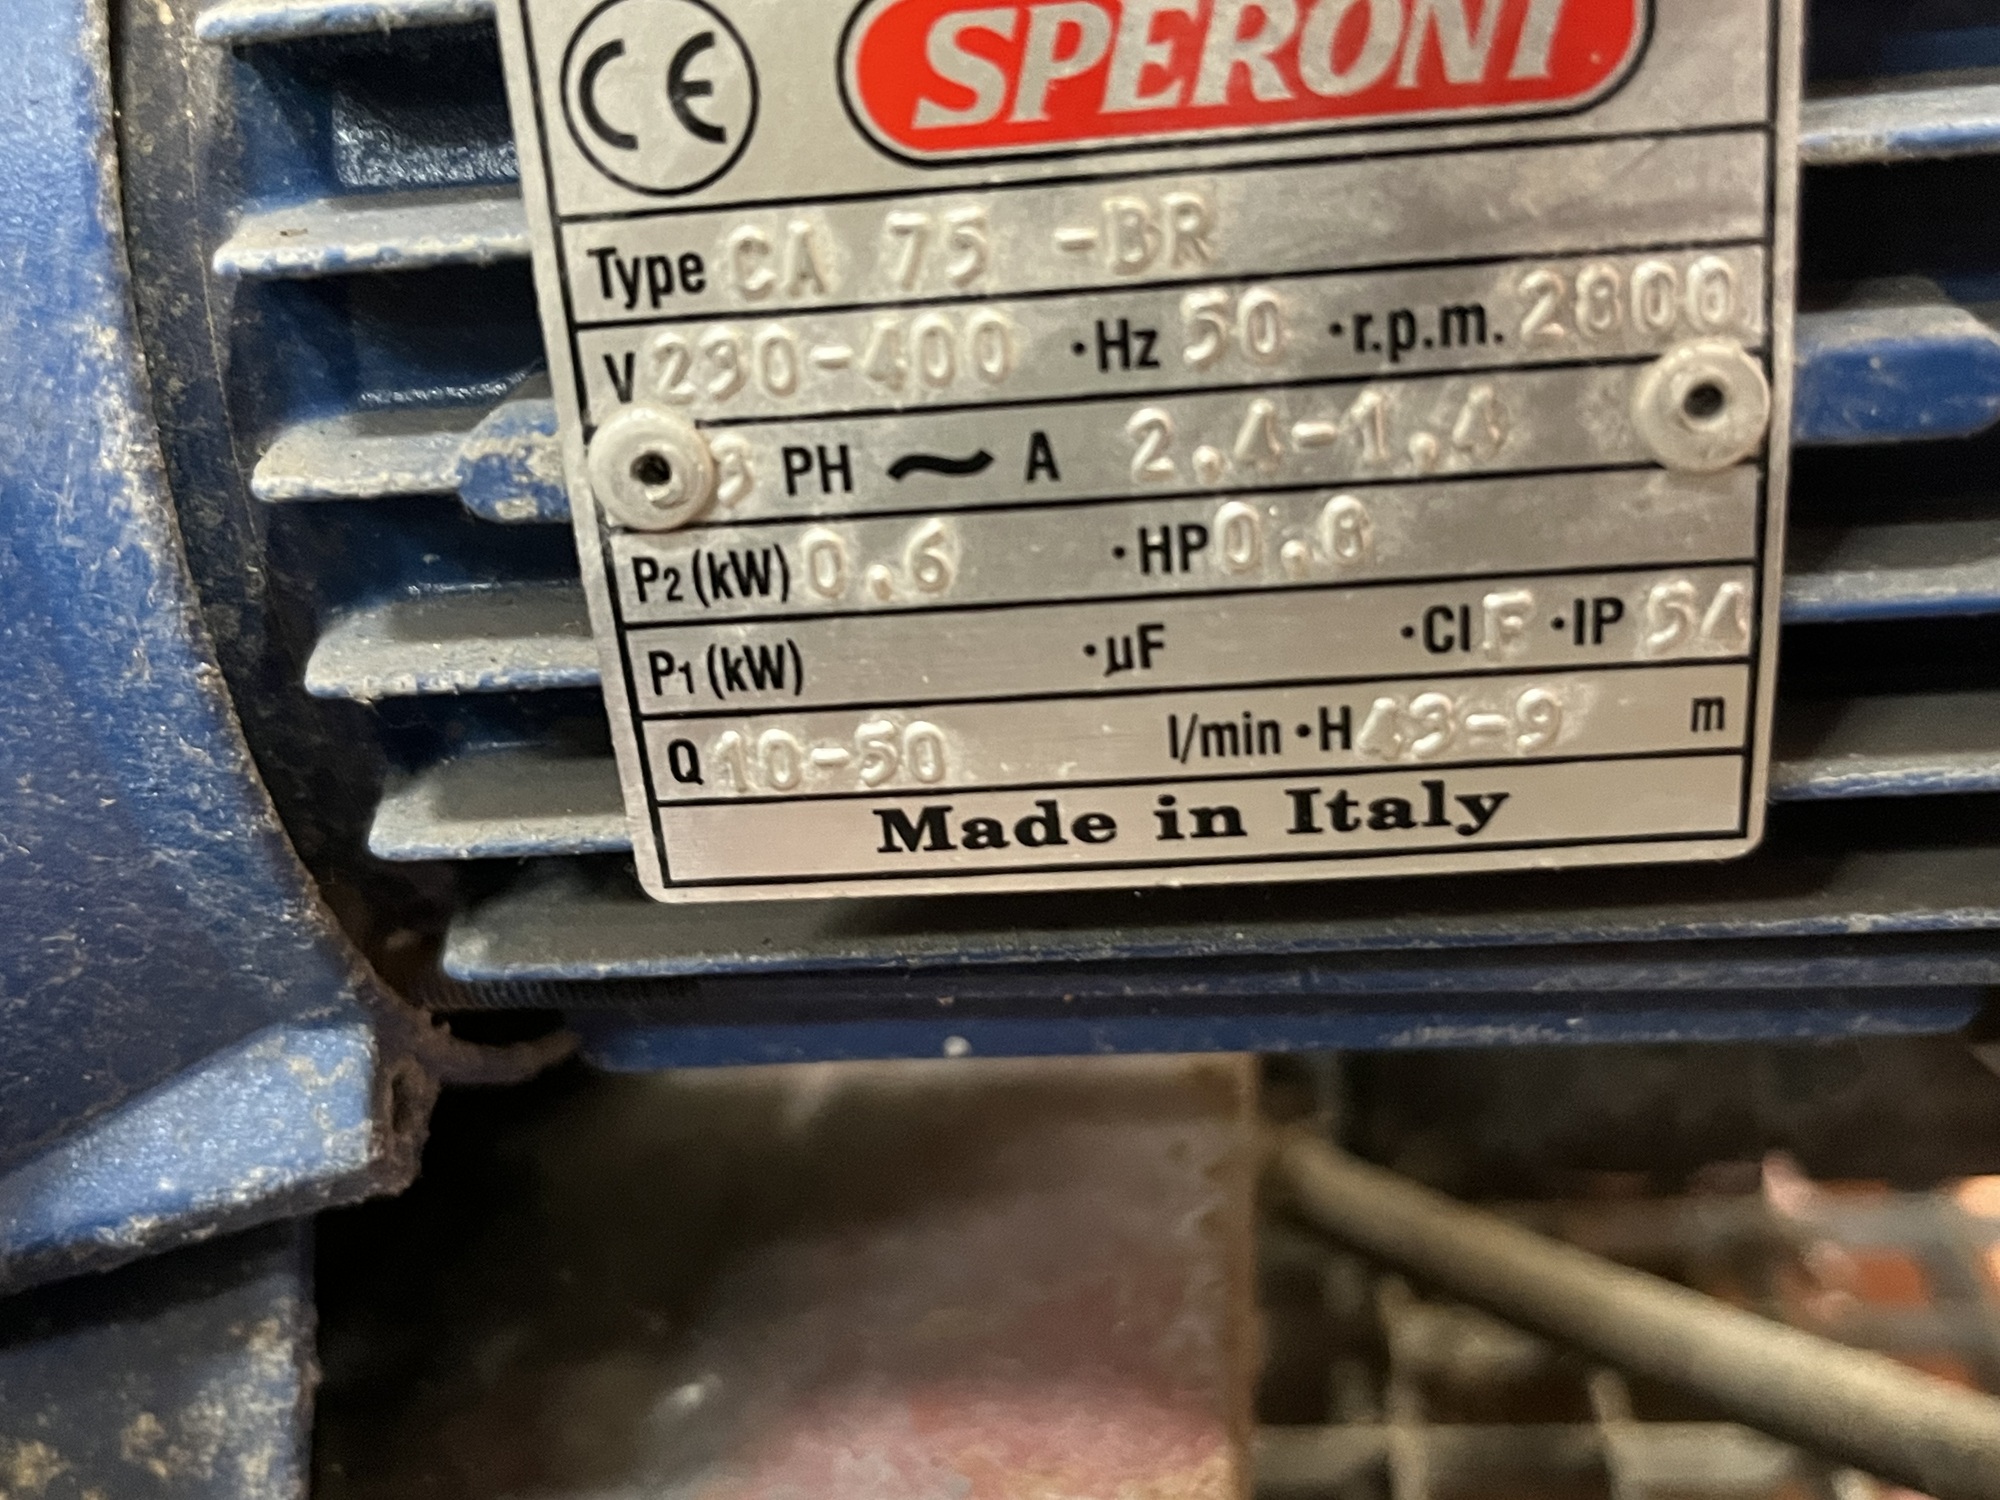 CE SPERONI
Type CA 75 -BR
V 230-400 ·Hz 50 ·r.p.m. 2800
3 PH ~ A 2,4-1,4
P2 (kW) 0.6 ·HP 0.8
P1 (kW) ·µF ·Cl F ·IP 54
Q 10-50 l/min ·H 43-9 m
Made in Italy